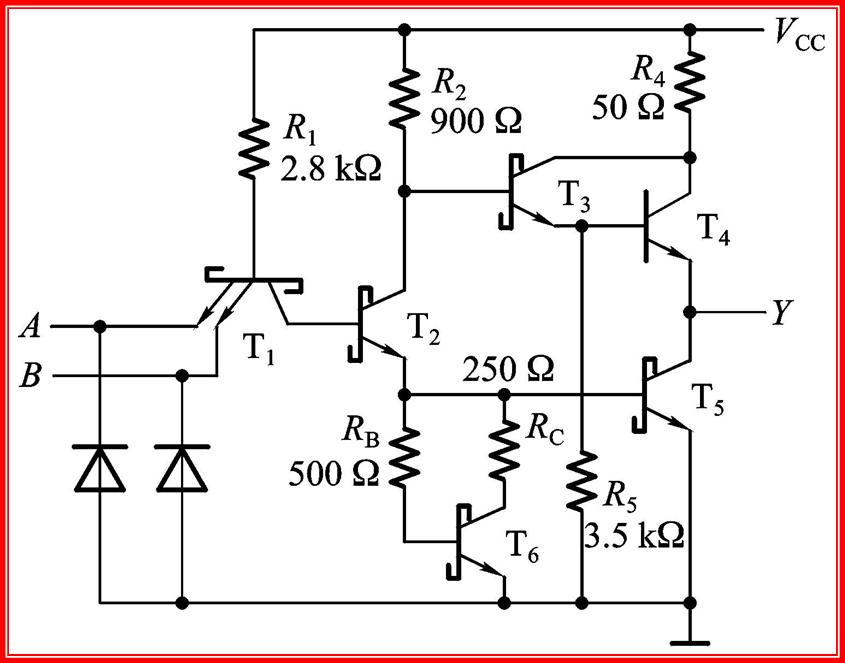 V_CC
R_4
50 Ω
R_2
900 Ω
R_1
2.8 kΩ
T_3
T_4
A
T_1
T_2
Y
B
250 Ω
T_5
R_B
500 Ω
R_C
R_5
3.5 kΩ
T_6